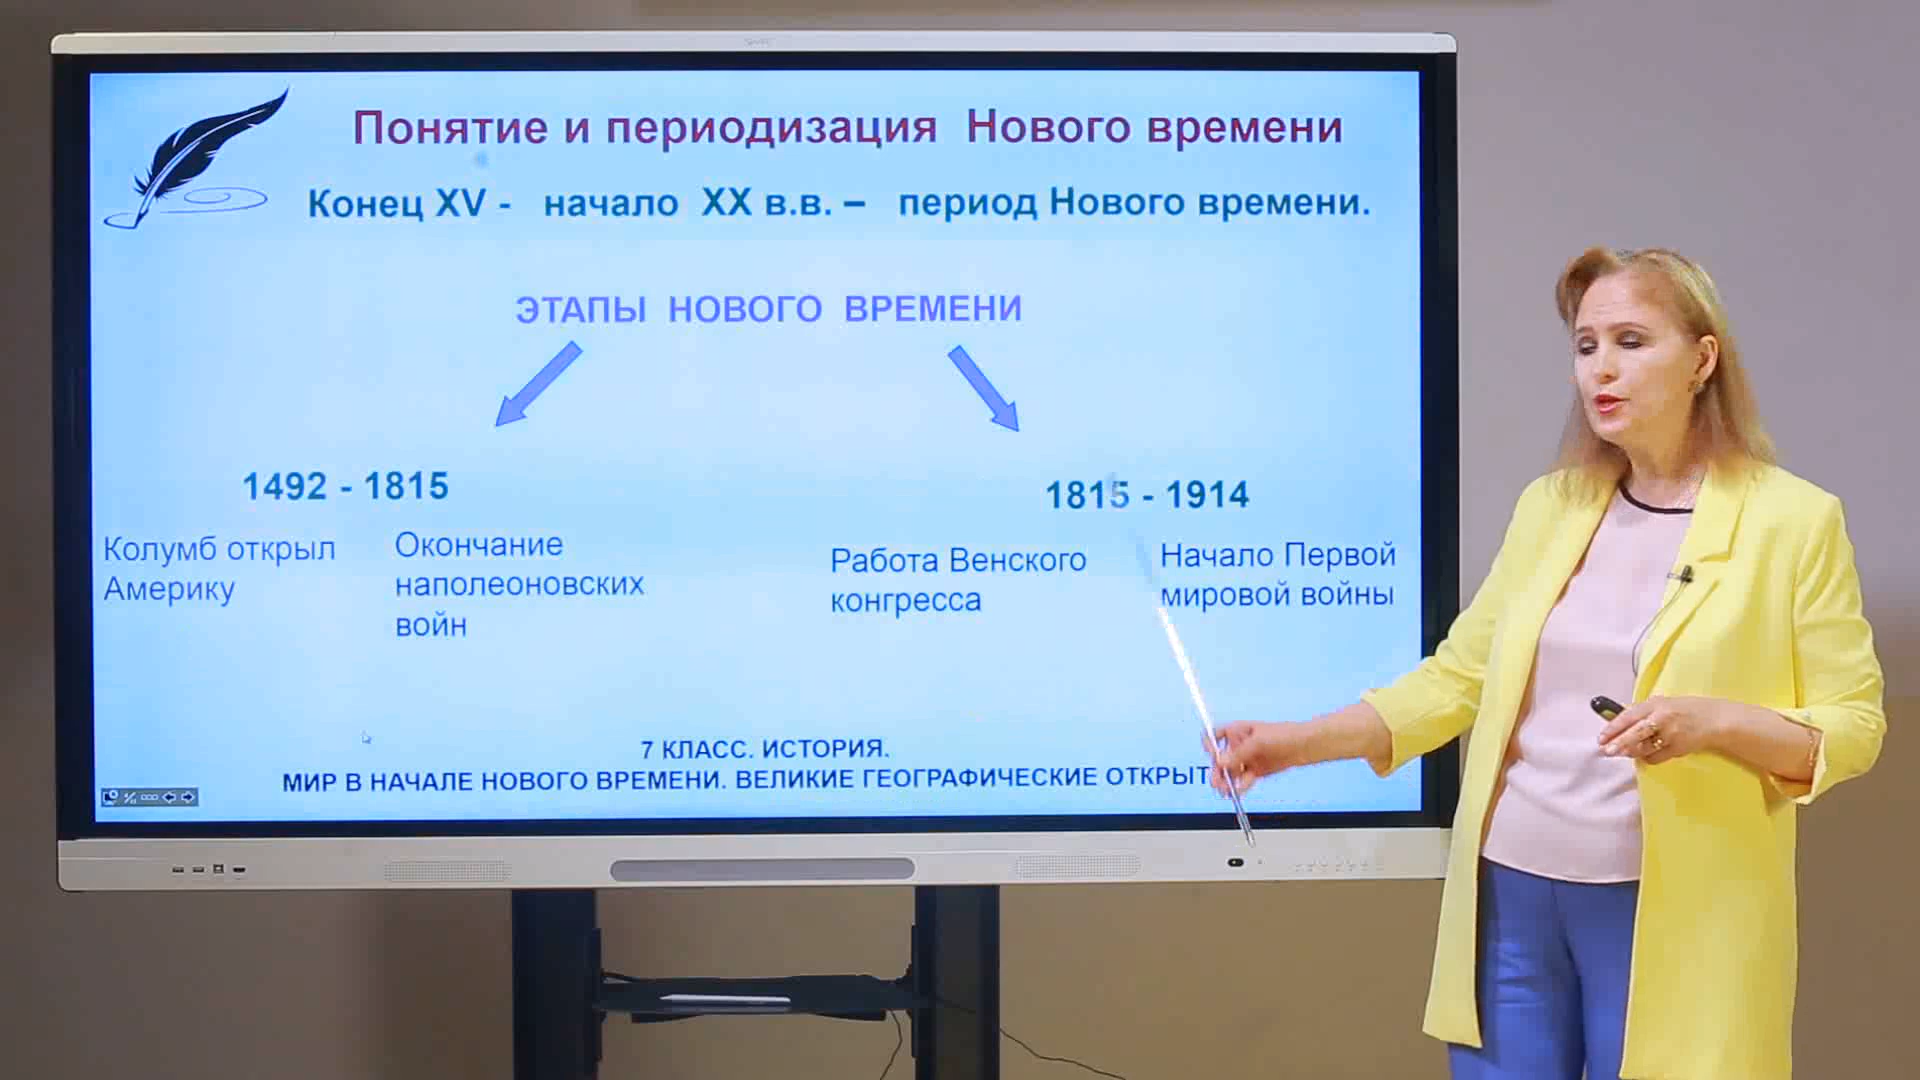 Понятие и периодизация Нового времени
Конец XV - начало XX в.в. – период Нового времени.
ЭТАПЫ НОВОГО ВРЕМЕНИ
1492 - 1815
1815 - 1914
Колумб открыл
Америку
Окончание
наполеоновских
войн
Работа Венского
конгресса
Начало Первой
мировой войны
7 КЛАСС. ИСТОРИЯ.
МИР В НАЧАЛЕ НОВОГО ВРЕМЕНИ. ВЕЛИКИЕ ГЕОГРАФИЧЕСКИЕ ОТКРЫТ